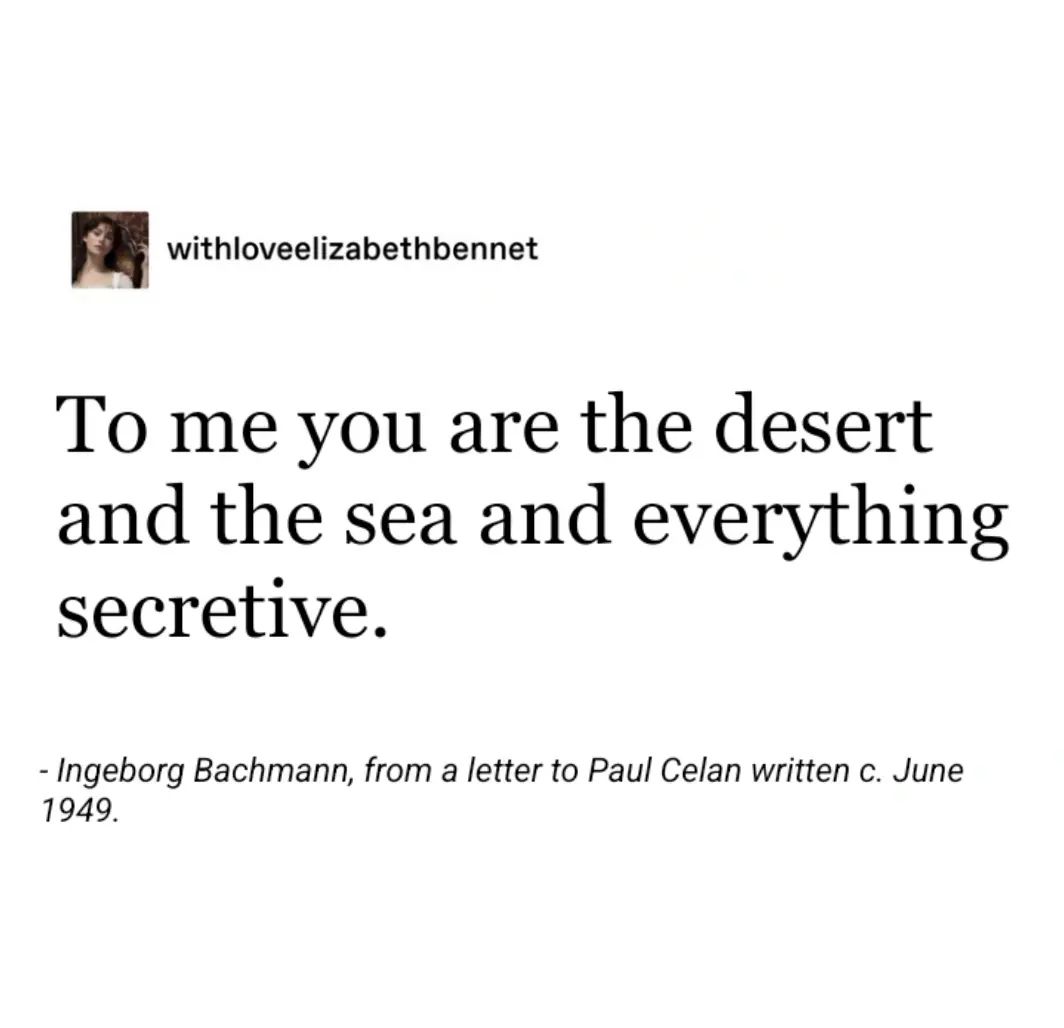 withloveelizabethbennet
To me you are the desert
and the sea and everything
secretive.
- Ingeborg Bachmann, from a letter to Paul Celan written c. June
1949.